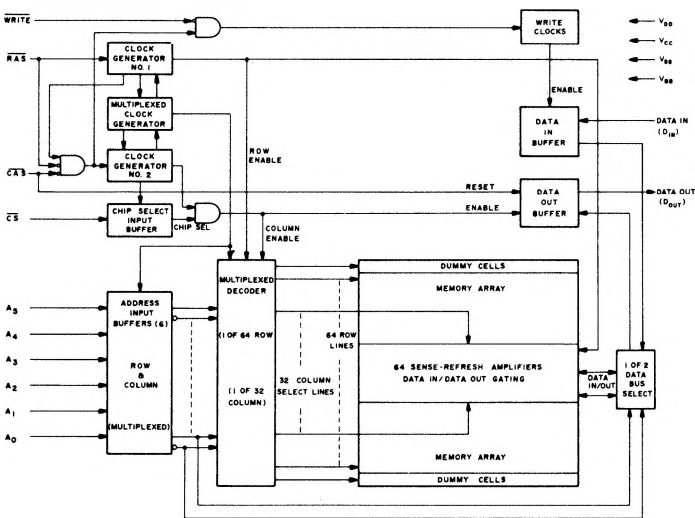 WRITE
RAS
CAS
CS
CLOCK
GENERATOR
NO. 1
MULTIPLEXED
CLOCK
GENERATOR
CLOCK
GENERATOR
NO. 2
CHIP SELECT
INPUT
BUFFER
CHIP SEL
WRITE
CLOCKS
ENABLE
VDD
VCC
VSS
VBB
DATA
IN
BUFFER
DATA IN
(DIN)
ROW
ENABLE
RESET
ENABLE
DATA
OUT
BUFFER
DATA OUT
(DOUT)
COLUMN
ENABLE
A5
A4
A3
A2
A1
A0
ADDRESS
INPUT
BUFFERS (6)
ROW
&
COLUMN
(MULTIPLEXED)
MULTIPLEXED
DECODER
(1 OF 64 ROW
(1 OF 32
COLUMN)
64 ROW
LINES
32 COLUMN
SELECT LINES
DUMMY CELLS
MEMORY ARRAY
64 SENSE-REFRESH AMPLIFIERS
DATA IN/DATA OUT GATING
MEMORY ARRAY
DUMMY CELLS
DATA
IN/OUT
1 OF 2
DATA
BUS
SELECT